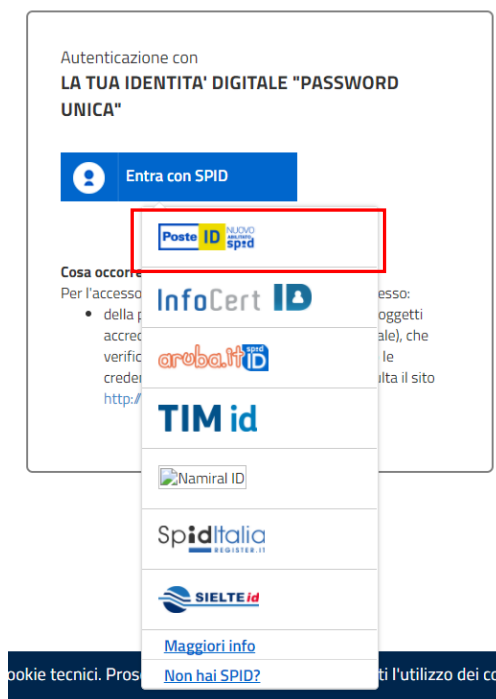 Autenticazione con
LA TUA IDENTITA' DIGITALE "PASSWORD
UNICA"
Entra con SPID
Poste ID NUOVO ABILITATO spid
Cosa occorre
Per l'accesso
InfoCert ID
della
oggetti
accred
ale), che
aruba.it spid ID
verific
le
creden
ulta il sito
http:/
TIM id
Namiral ID
SpidItalia
REGISTER.IT
SIELTE id
Maggiori info
ookie tecnici. Pros
Non hai SPID?
ti l'utilizzo dei co